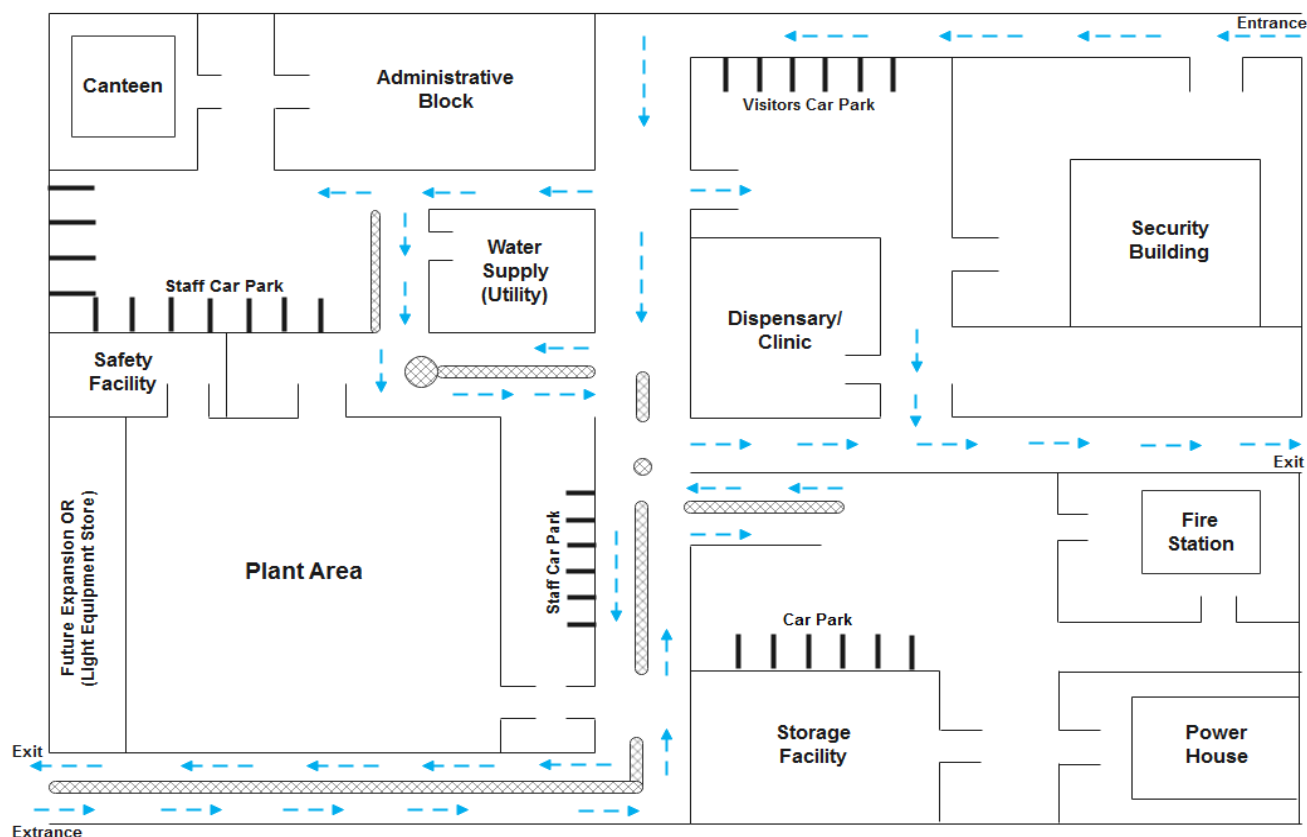 Entrance
Canteen
Administrative
Block
Visitors Car Park
Security
Building
Water
Supply
(Utility)
Staff Car Park
Dispensary/
Clinic
Safety
Facility
Exit
Future Expansion OR
(Light Equipment Store)
Plant Area
Staff Car Park
Fire
Station
Car Park
Storage
Facility
Power
House
Exit
Extrance